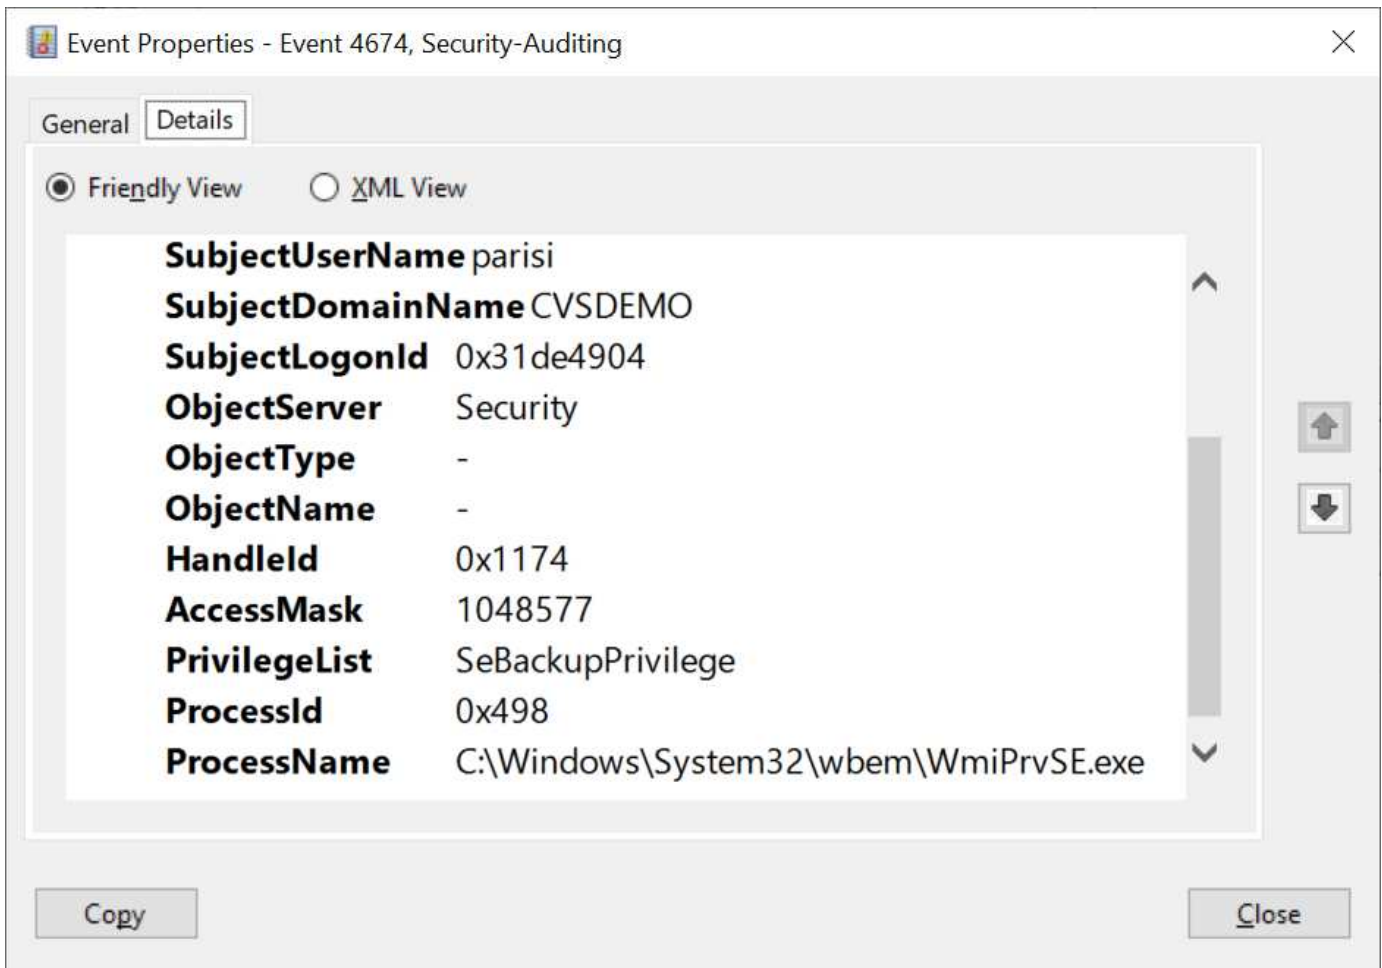 Event Properties - Event 4674, Security-Auditing
General Details
Friendly View XML View
SubjectUserName parisi
SubjectDomainName CVSDEMO
SubjectLogonId 0x31de4904
ObjectServer Security
ObjectType -
ObjectName -
HandleId 0x1174
AccessMask 1048577
PrivilegeList SeBackupPrivilege
ProcessId 0x498
ProcessName C:\Windows\System32\wbem\WmiPrvSE.exe
Copy Close